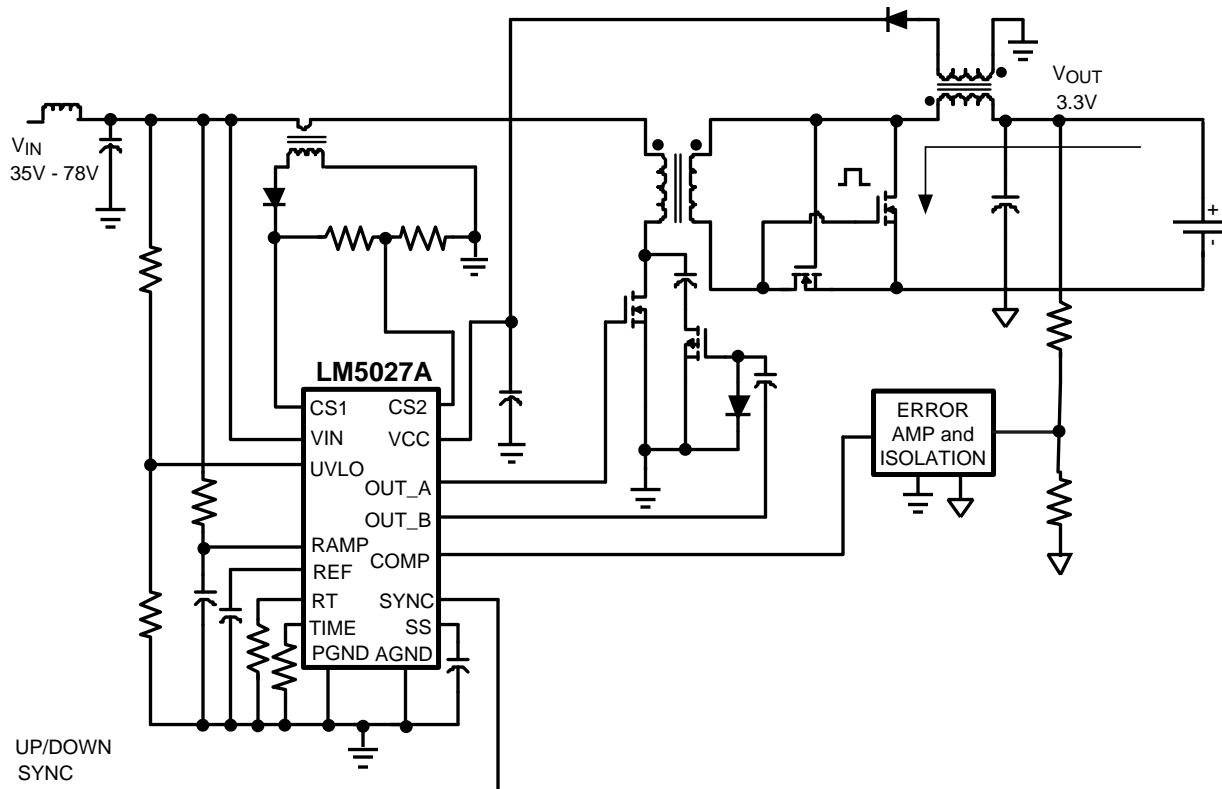 VOUT
3.3V
VIN
35V - 78V
+
-
LM5027A
CS1
CS2
VIN
VCC
UVLO
OUT_A
OUT_B
RAMP
COMP
REF
RT
SYNC
TIME
SS
PGND
AGND
ERROR
AMP and
ISOLATION
UP/DOWN
SYNC